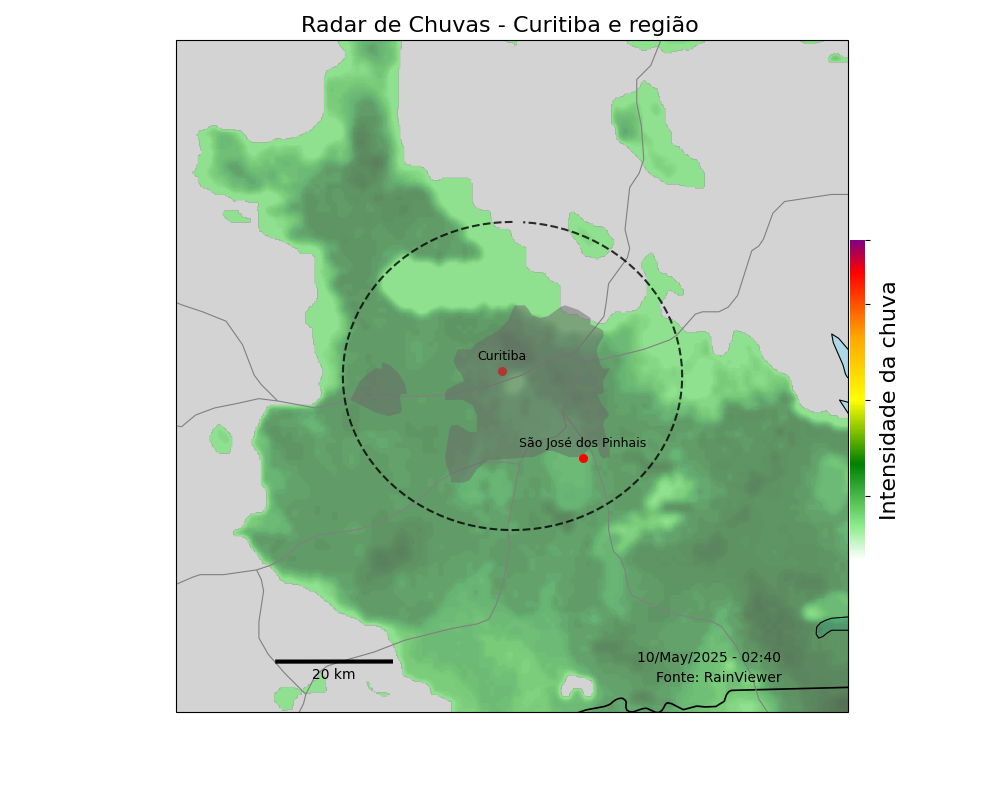 Radar de Chuvas - Curitiba e região
Curitiba
São José dos Pinhais
Intensidade da chuva
10/May/2025 - 02:40
Fonte: RainViewer
20 km